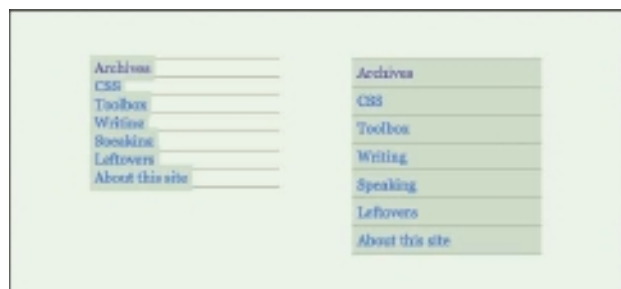 Archives
CSS
Toolbox
Writing
Speaking
Leftovers
About this site
Archives
CSS
Toolbox
Writing
Speaking
Leftovers
About this site